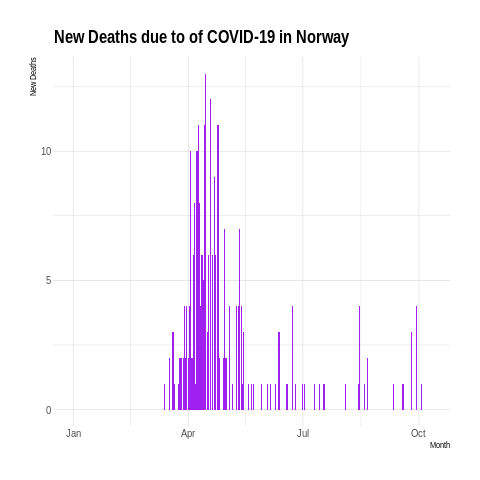 New Deaths due to of COVID-19 in Norway
New Deaths
10
5
0
Jan Apr Jul Oct
Month